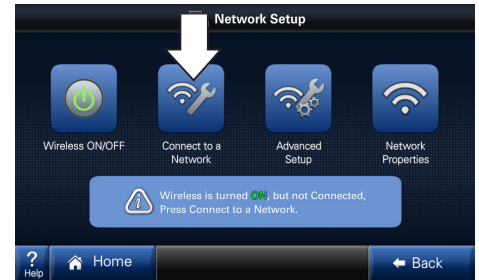 Network Setup
Wireless ON/OFF
Connect to a
Network
Advanced
Setup
Network
Properties
Wireless is turned ON, but not Connected,
Press Connect to a Network.
?
Help
Home
Back